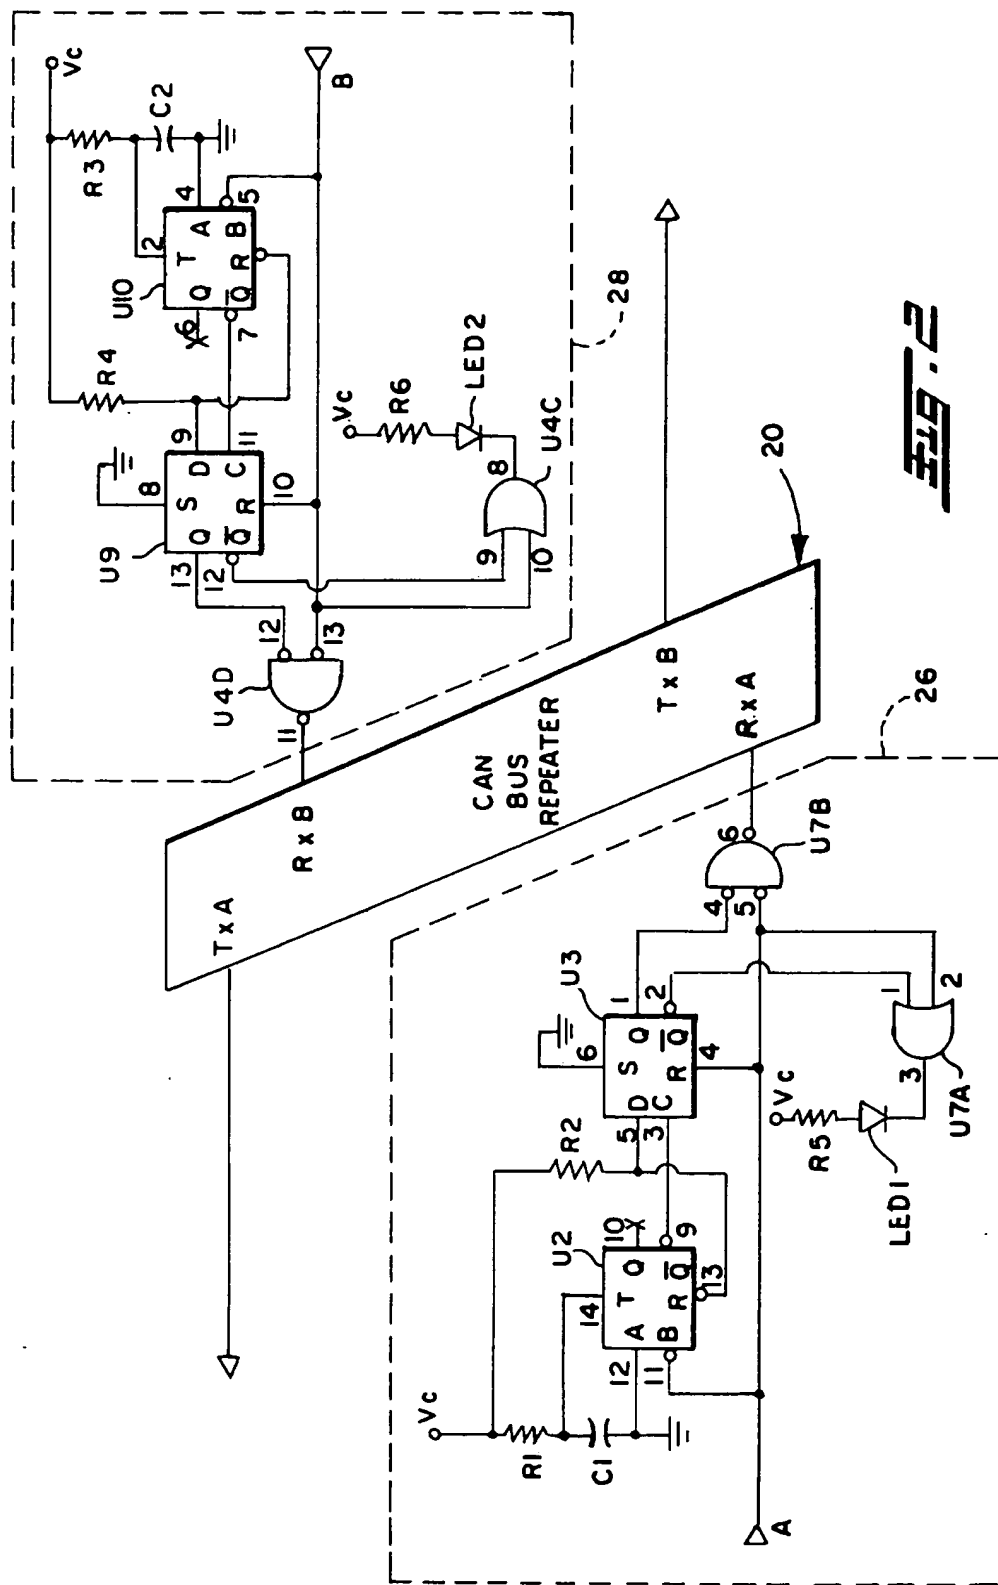 Vc
R3
C2
2
4
T
A
Q
B
Q
R
5
U10
6
7
B
R4
9
D
C
11
8
S
R
10
Q
Q
U9
13
12
Vc
R6
LED2
8
U4C
9
10
28
12
13
U4D
11
RxB
TxA
CAN
BUS
REPEATER
TxB
RxA
20
26
6
U7B
4
5
U3
1
2
6
S
Q
Q
D
C
R
4
5
3
R2
1
2
3
U7A
Vc
R5
LED1
U2
10
9
14
T
Q
Q
A
B
R
13
12
11
Vc
R1
C1
A
FIG. 2